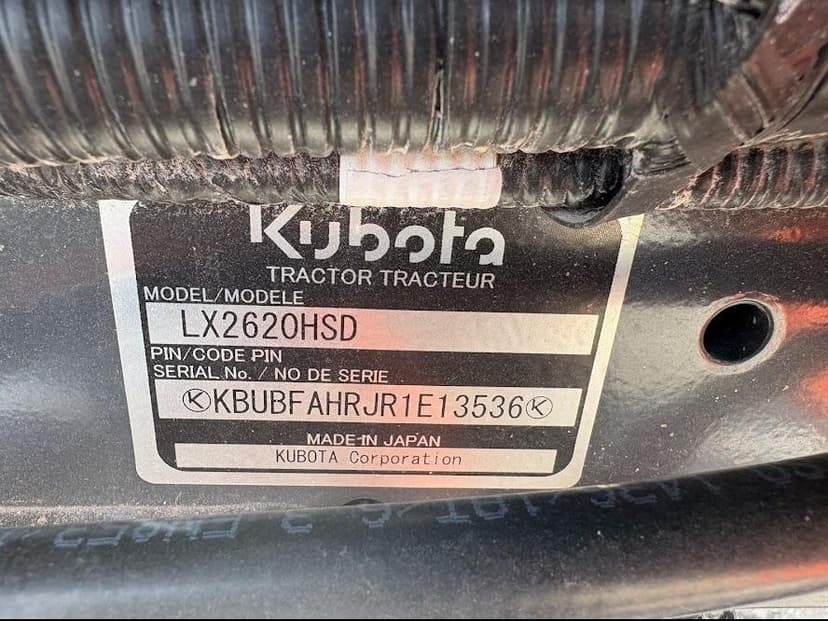 Kubota
TRACTOR TRACTEUR
MODEL/MODELE
LX2620HSD
PIN/CODE PIN
SERIAL No. / NO DE SERIE
KBUBFAHRJR1E13536
MADE IN JAPAN
KUBOTA Corporation